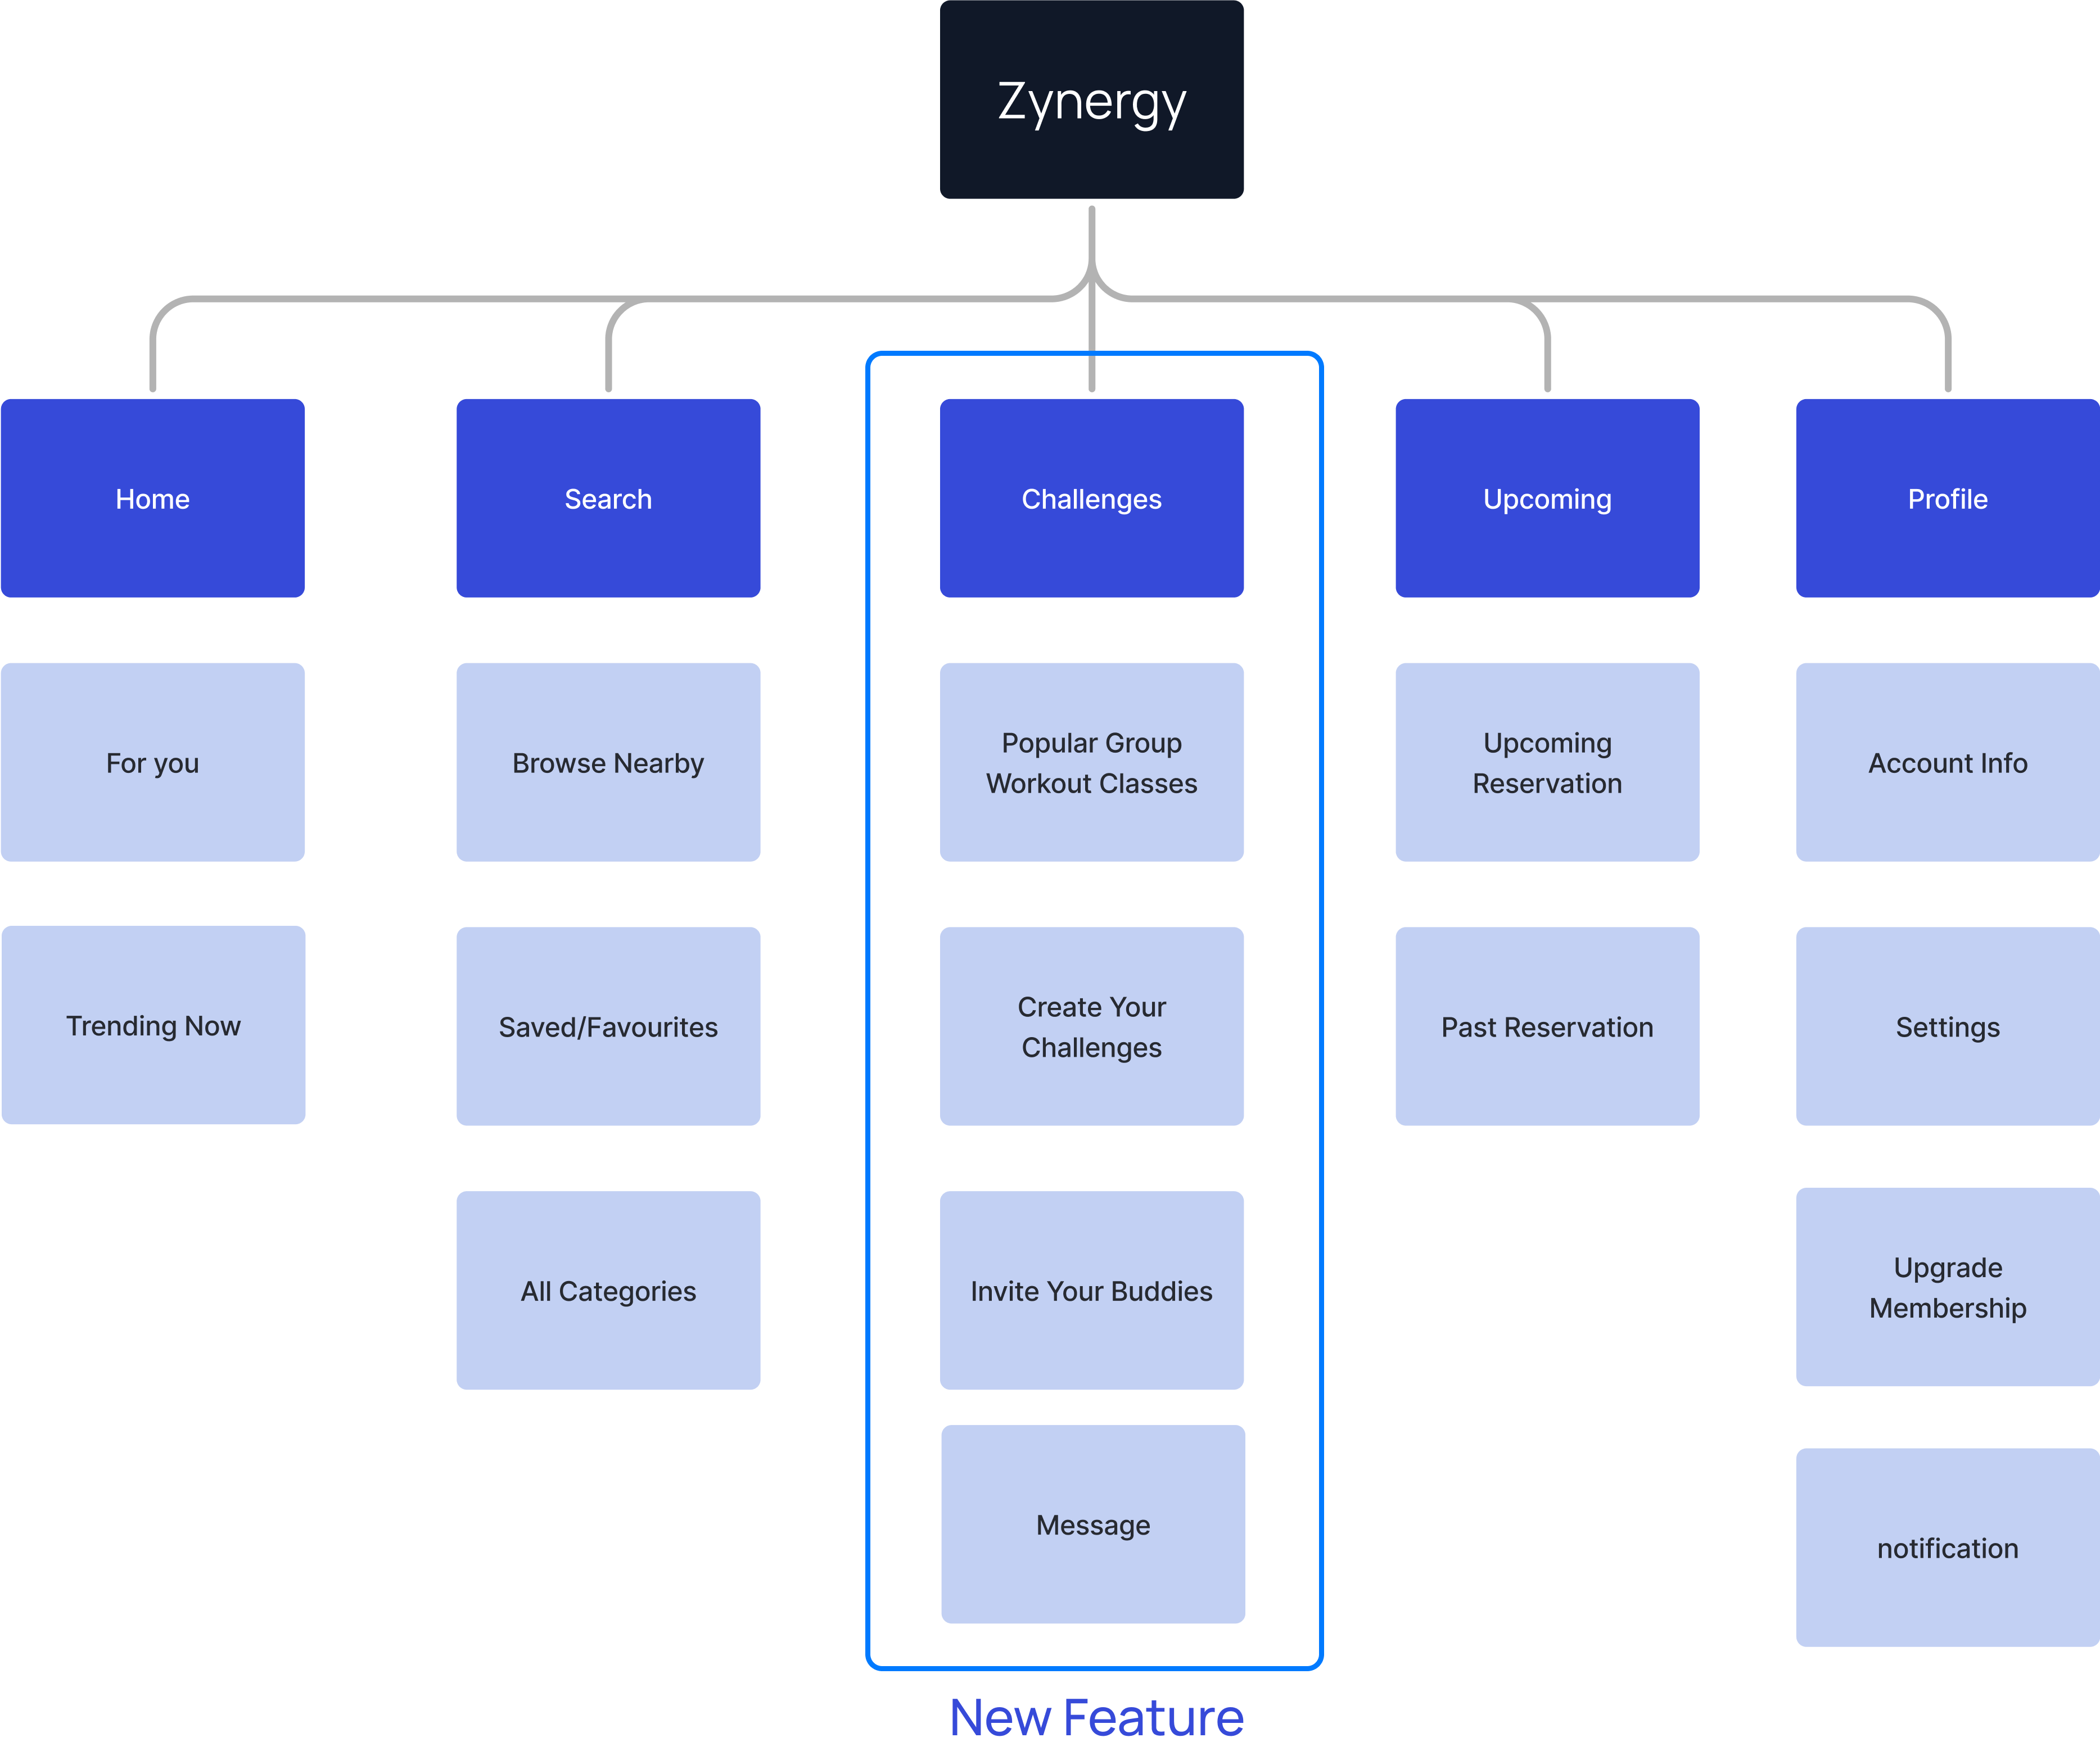 Zynergy
Home
Search
Challenges
Upcoming
Profile
For you
Browse Nearby
Popular Group
Workout Classes
Upcoming
Reservation
Account Info
Trending Now
Saved/Favourites
Create Your
Challenges
Past Reservation
Settings
All Categories
Invite Your Buddies
Upgrade
Membership
Message
notification
New Feature